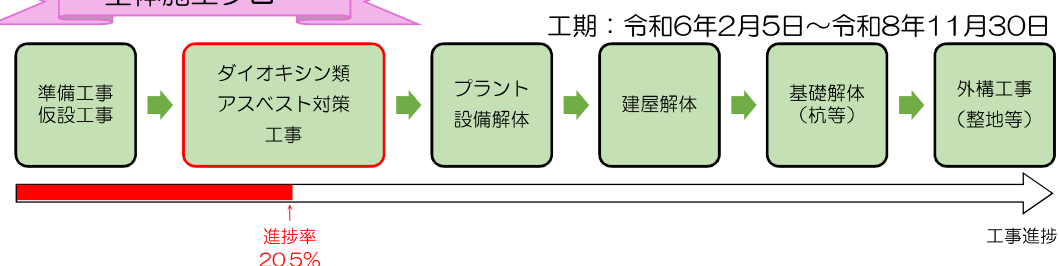 工期：令和6年2月5日～令和8年11月30日
準備工事
仮設工事
ダイオキシン類
アスベスト対策
工事
プラント
設備解体
建屋解体
基礎解体
（杭等）
外構工事
（整地等）
↑
進捗率
20.5%
工事進捗